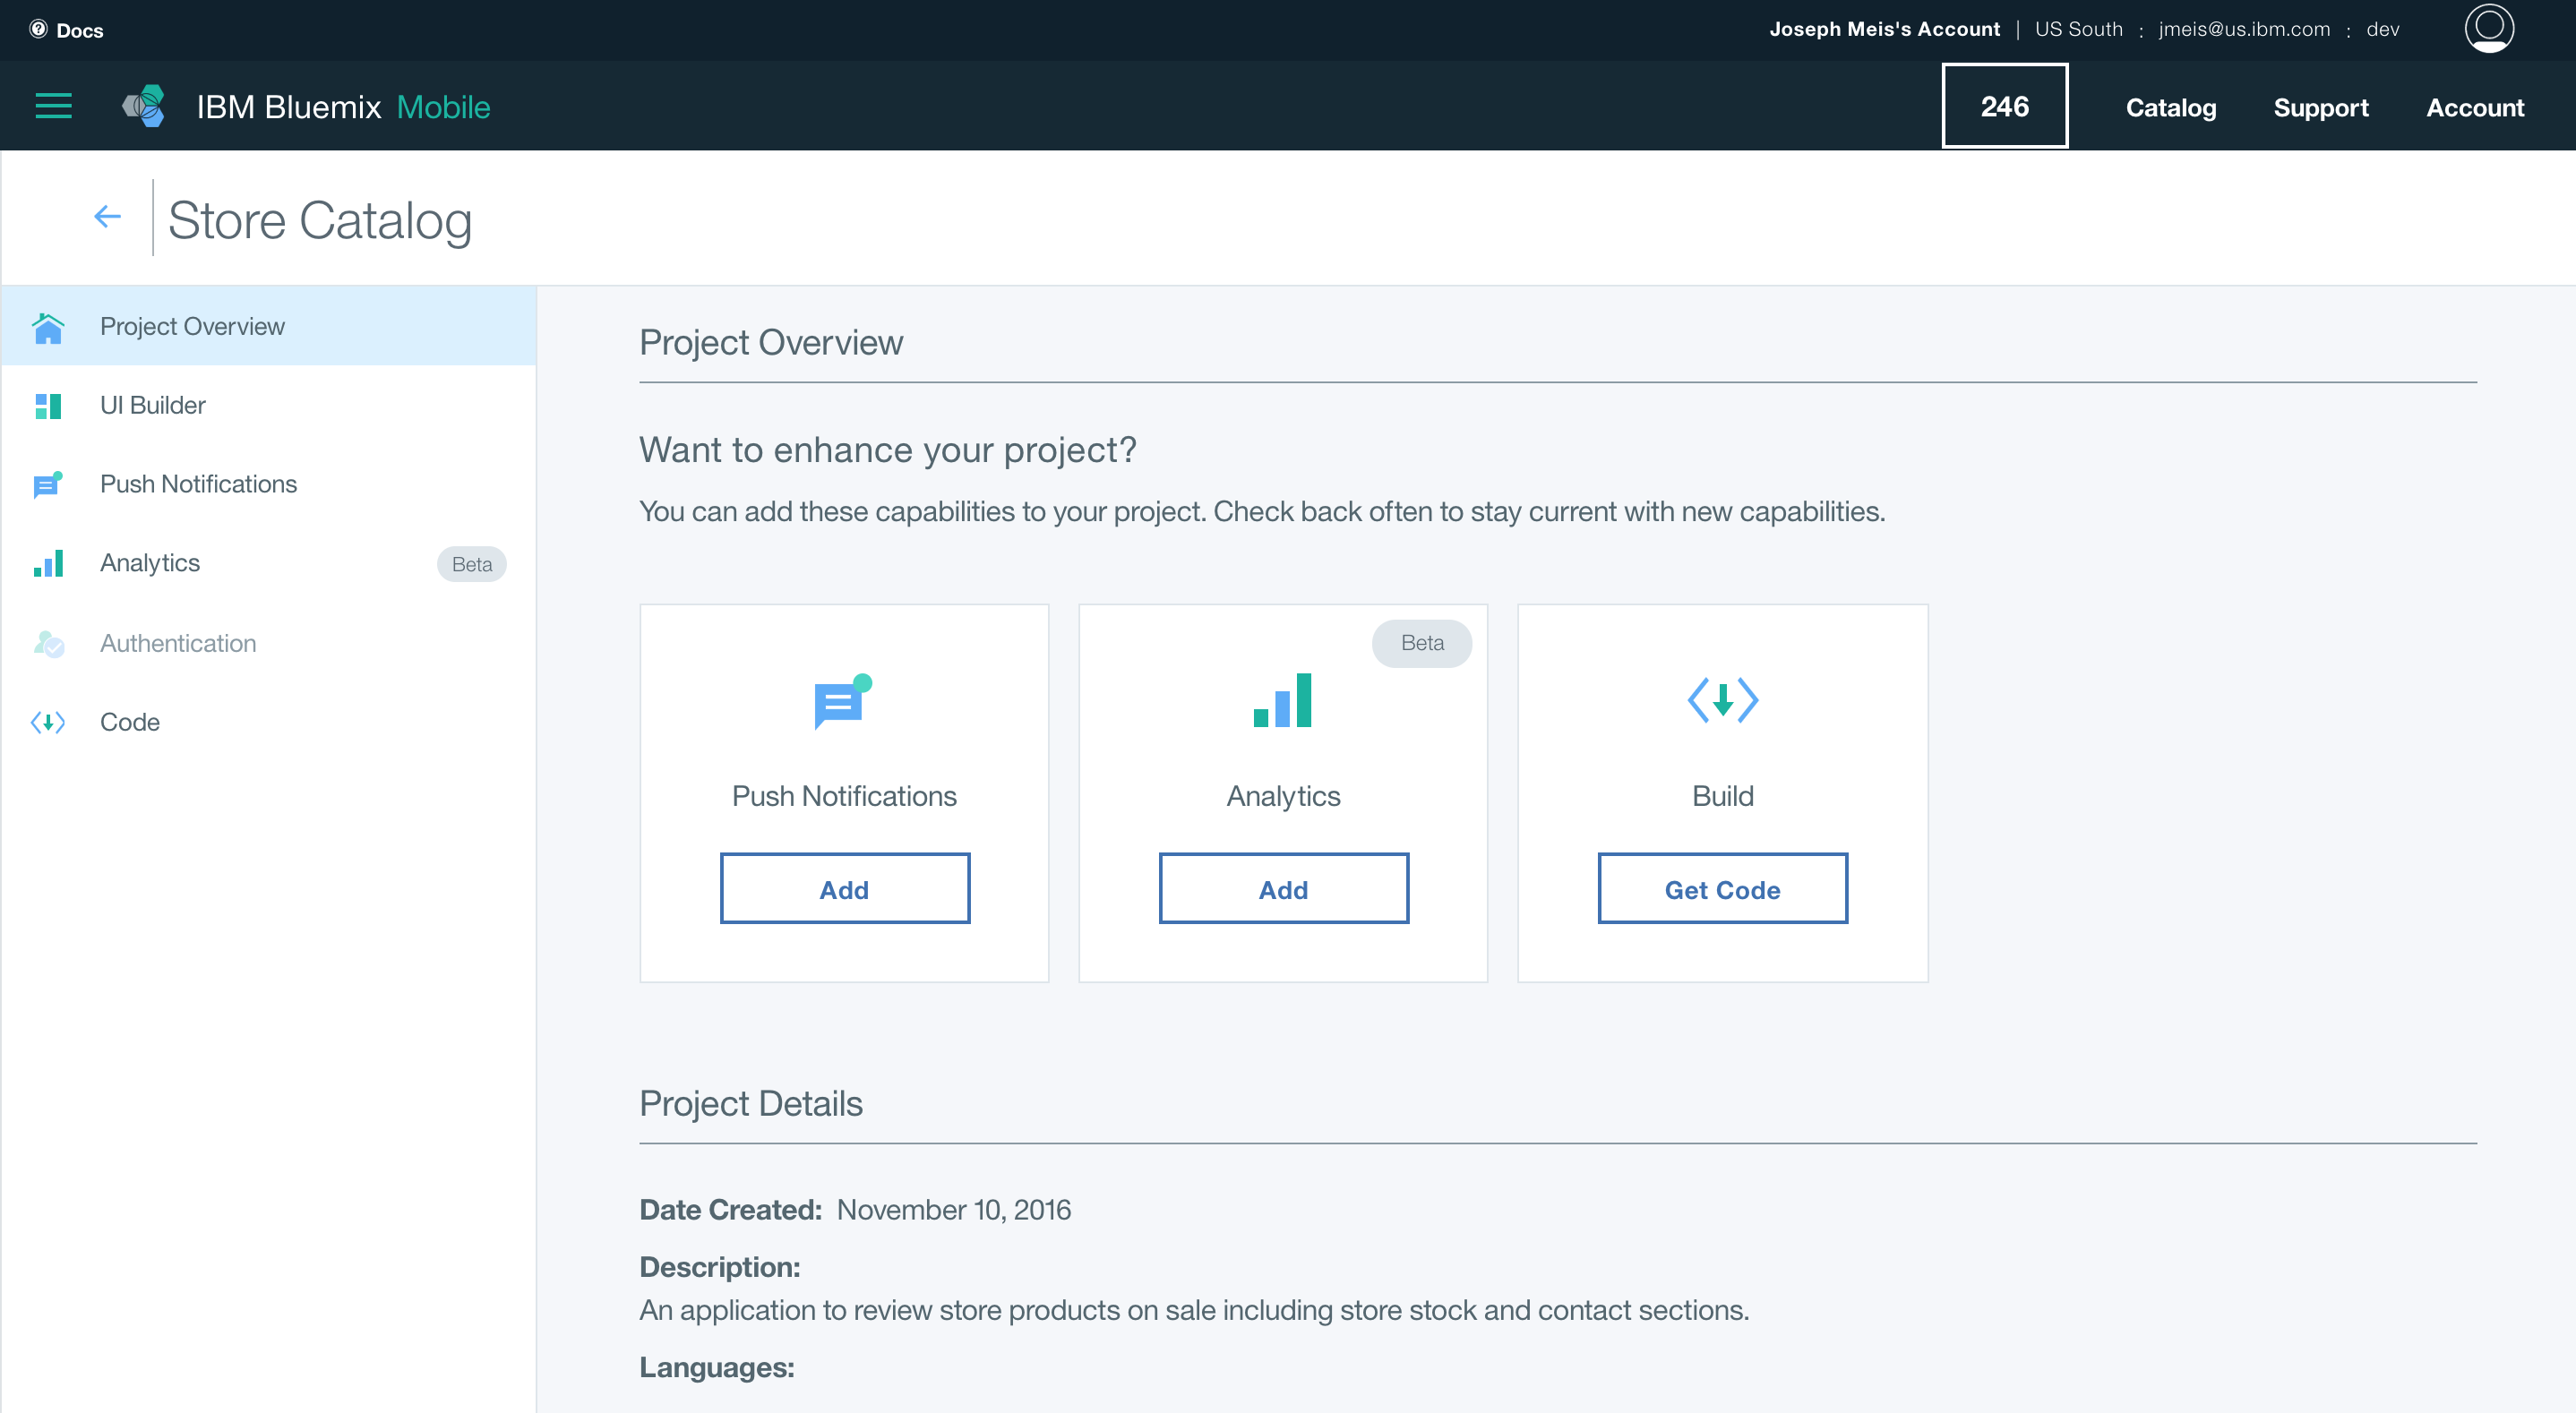 Docs
Joseph Meis's Account | US South : jmeis@us.ibm.com : dev
IBM Bluemix Mobile
246
Catalog
Support
Account
Store Catalog
Project Overview
UI Builder
Push Notifications
Analytics
Beta
Authentication
Code
Project Overview
Want to enhance your project?
You can add these capabilities to your project. Check back often to stay current with new capabilities.
Push Notifications
Add
Beta
Analytics
Add
Build
Get Code
Project Details
Date Created: November 10, 2016
Description:
An application to review store products on sale including store stock and contact sections.
Languages: